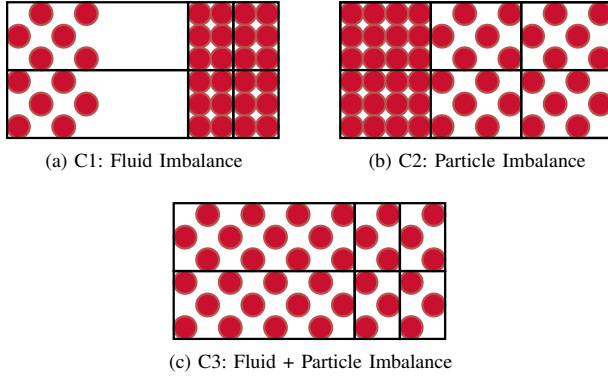 (a) C1: Fluid Imbalance
(b) C2: Particle Imbalance
(c) C3: Fluid + Particle Imbalance